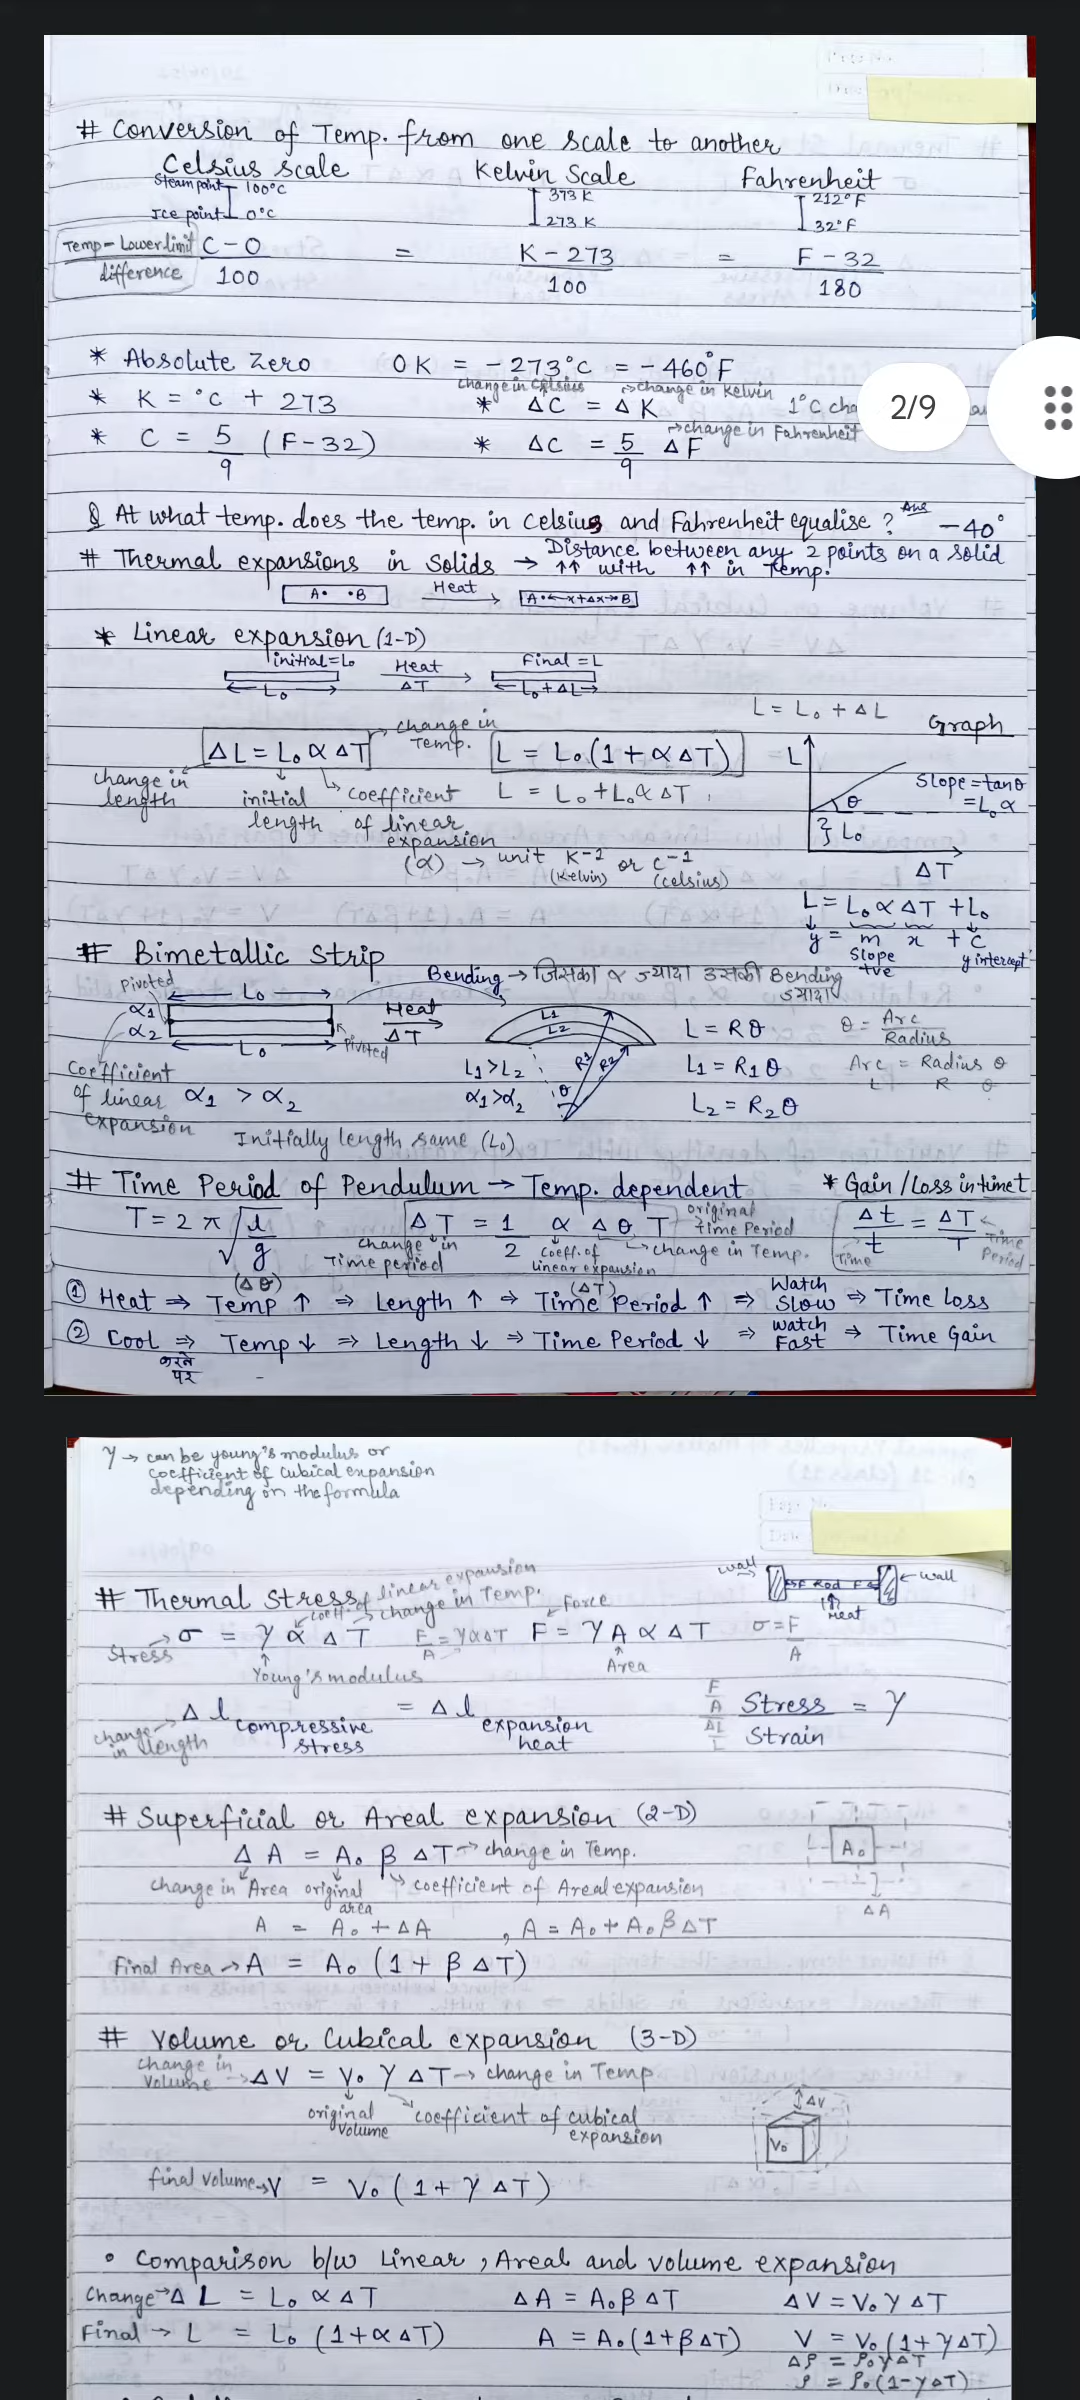 # Conversion of Temp. from one scale to another
Celsius scale Kelvin Scale Fahrenheit
Steam point 100°C 373 K 212°F
Ice point 0°C 273 K 32°F
Temp - Lower limit C - 0 = K - 273 = F - 32
difference 100 100 180
* Absolute Zero 0 K = - 273°C = - 460°F
change in Celsius change in Kelvin
* K = °C + 273 * ΔC = ΔK 1°C cha
2/9
→change in Fahrenheit
* C = 5/9 (F-32) * ΔC = 5/9 ΔF
Q At what temp. does the temp. in Celsius and Fahrenheit equalise ? Ans -40°
# Thermal expansions in Solids → Distance between any 2 points on a solid
↑↑ with ↑↑ in Temp.
A• •B Heat A•←x+Δx→B
* Linear expansion (1-D)
initial=L₀ Heat Final = L
L₀ ΔT L₀+ΔL
L = L₀ + ΔL Graph
ΔL = L₀ α ΔT change in Temp. L = L₀ (1 + α ΔT) L
change in length initial length coefficient of linear expansion L = L₀ + L₀ α ΔT
Slope = tanθ
= L₀ α
θ
L₀
(α) → unit K⁻¹ or C⁻¹
(Kelvin) (Celsius)
ΔT
L = L₀ α ΔT + L₀
y = m x + c
Slope +ve y intercept
# Bimetallic Strip
Bending → जिसका α ज्यादा उसकी Bending ज्यादा
Pivoted L₀
α1 Heat L1 L = Rθ θ = Arc/Radius
α2 ΔT L2
L₀ Pivoted L1 > L2 R1 R2 L1 = R1θ Arc = Radius θ
L R θ
Coefficient of linear expansion α1 > α2 α1>α2 θ L2 = R2θ
Initially length same (L₀)
# Time Period of Pendulum → Temp. dependent * Gain / Loss in time t
T = 2π √l/g ΔT = 1/2 α Δθ T original Time Period Δt/t = ΔT/T
change in Time period Coeff. of linear expansion change in Temp. Time Time Period
(Δθ) (ΔT)
① Heat ⇒ Temp ↑ ⇒ Length ↑ ⇒ Time Period ↑ ⇒ Watch Slow ⇒ Time Loss
② Cool ⇒ Temp ↓ ⇒ Length ↓ ⇒ Time Period ↓ ⇒ Watch Fast ⇒ Time Gain
करने पर
Y → can be young's modulus or
coefficient of cubical expansion
depending on the formula
# Thermal Stress
coeff. of linear expansion
change in Temp. Force
wall F Rod F wall
Heat
Stress σ = Y α ΔT F/A = YαΔT F = Y A α ΔT σ = F/A
Young's modulus Area
Δl compressive stress = Δl expansion heat
change in length
F/A Stress = Y
ΔL/L Strain
# Superficial or Areal expansion (2-D)
Δ A = A₀ β ΔT → change in Temp. A₀
change in Area original area coefficient of Areal expansion
ΔA
A = A₀ + ΔA , A = A₀ + A₀ β ΔT
Final Area → A = A₀ (1 + β ΔT)
# Volume or Cubical expansion (3-D)
change in volume → ΔV = V₀ γ ΔT → change in Temp
original volume coefficient of cubical expansion
ΔV
V₀
final volume → V = V₀ (1 + γ ΔT)
• Comparison b/w Linear, Areal and volume expansion
Change → Δ L = L₀ α ΔT ΔA = A₀ β ΔT ΔV = V₀ γ ΔT
Final → L = L₀ (1 + α ΔT) A = A₀ (1 + β ΔT) V = V₀ (1 + γ ΔT)
Δρ = ρ₀ γ ΔT
ρ = ρ₀ (1 - γ ΔT)